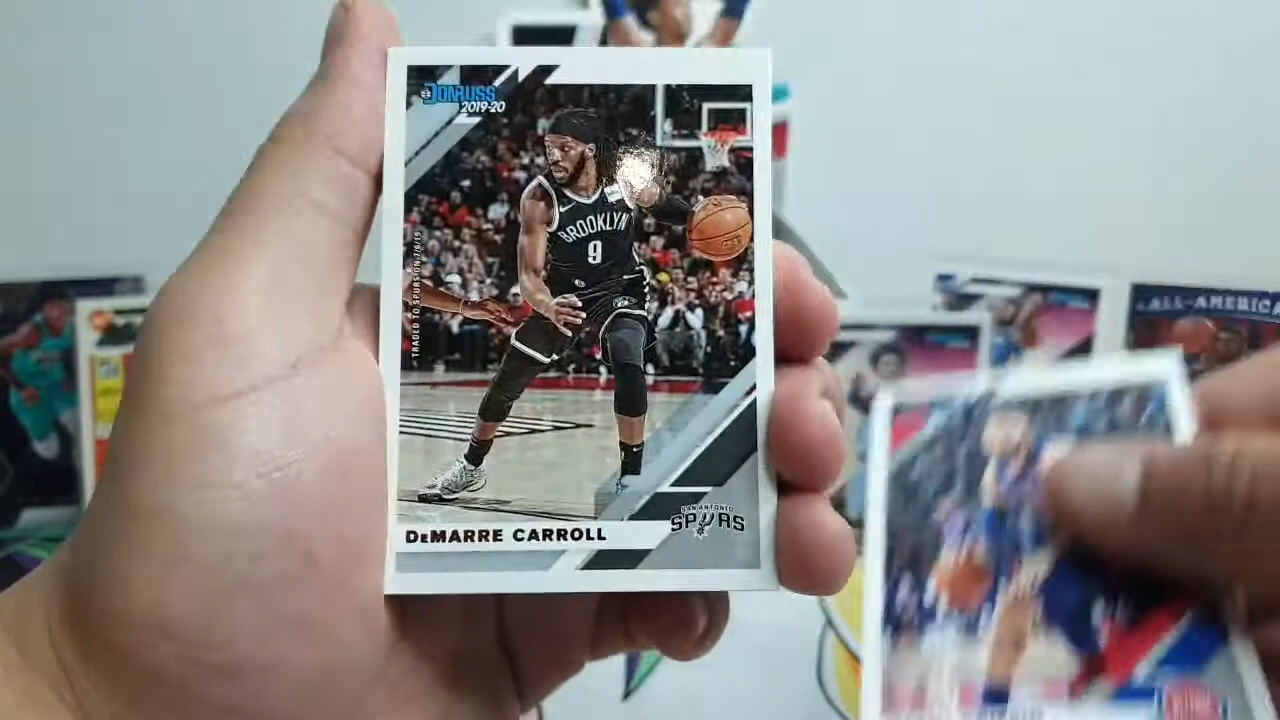 DONRUSS
2019-20
BROOKLYN
9
TRADED TO SPURS ON 7/6/19
DeMARRE CARROLL
SAN ANTONIO
SPURS
ALL-AMERICA